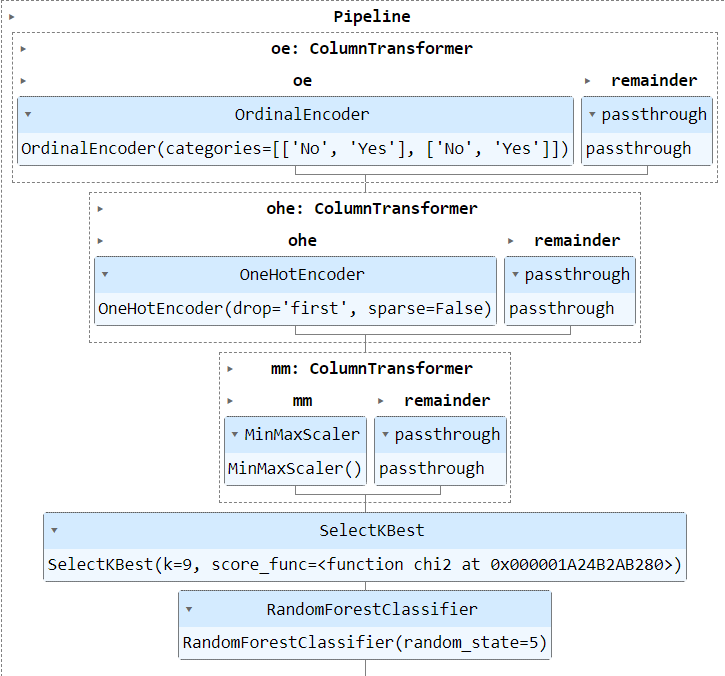 Pipeline
oe: ColumnTransformer
oe remainder
OrdinalEncoder passthrough
OrdinalEncoder(categories=[['No', 'Yes'], ['No', 'Yes']]) passthrough
ohe: ColumnTransformer
ohe remainder
OneHotEncoder passthrough
OneHotEncoder(drop='first', sparse=False) passthrough
mm: ColumnTransformer
mm remainder
MinMaxScaler passthrough
MinMaxScaler() passthrough
SelectKBest
SelectKBest(k=9, score_func=<function chi2 at 0x000001A24B2AB280>)
RandomForestClassifier
RandomForestClassifier(random_state=5)